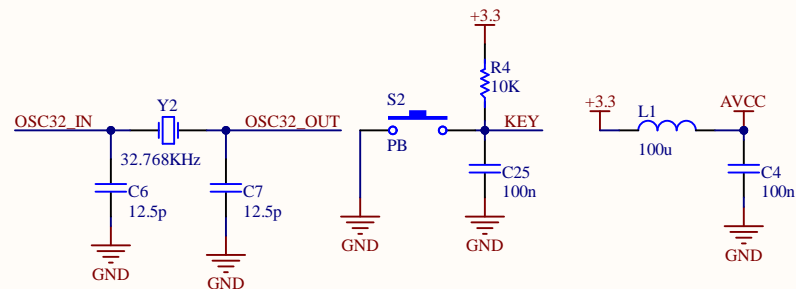 OSC32_IN
Y2
32.768KHz
OSC32_OUT
C6
12.5p
GND
C7
12.5p
GND
+3.3
R4
10K
S2
PB
KEY
C25
100n
GND
GND
+3.3
L1
100u
AVCC
C4
100n
GND